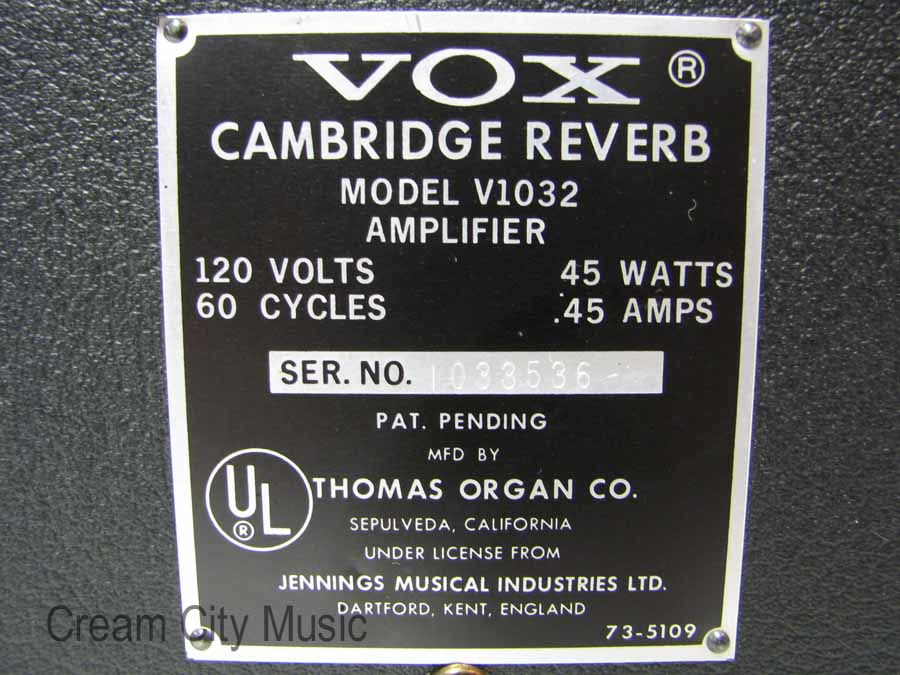 VOX ®
CAMBRIDGE REVERB
MODEL V1032
AMPLIFIER
120 VOLTS 45 WATTS
60 CYCLES .45 AMPS
SER. NO. 1033536
PAT. PENDING
MFD BY
UL ® THOMAS ORGAN CO.
SEPULVEDA, CALIFORNIA
UNDER LICENSE FROM
JENNINGS MUSICAL INDUSTRIES LTD.
DARTFORD, KENT, ENGLAND
73-5109
Cream City Music